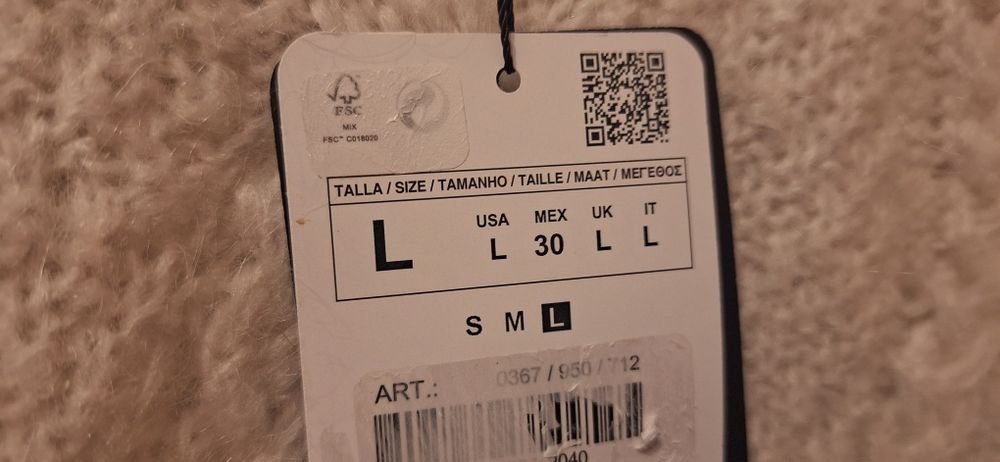 FSC
MIX
FSC™ C018020
TALLA / SIZE / TAMANHO / TAILLE / MAAT / ΜΕΓΕΘΟΣ
L
USA MEX UK IT
L 30 L L
S M L
ART.: 0367 / 950 / 712